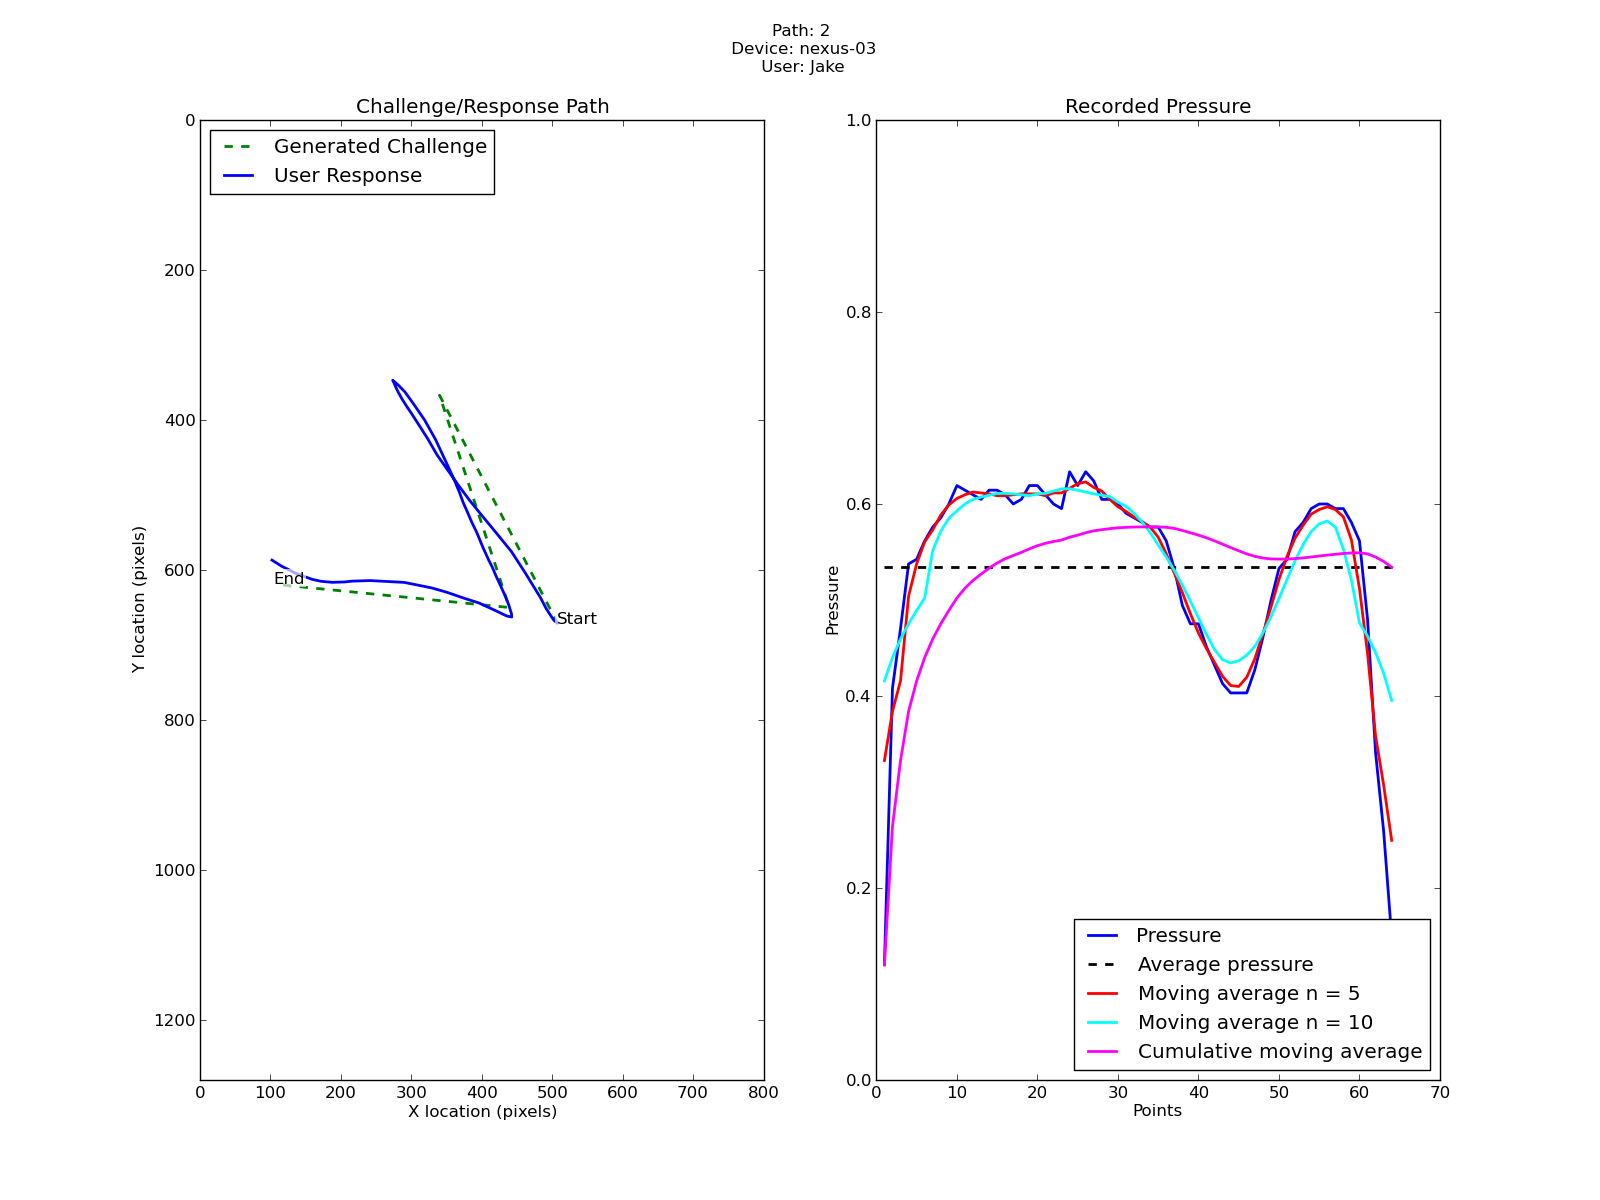 Path: 2
Device: nexus-03
User: Jake
Challenge/Response Path
Generated Challenge
User Response
0
200
400
600
800
1000
1200
Y location (pixels)
End
Start
0 100 200 300 400 500 600 700 800
X location (pixels)
Recorded Pressure
1.0
0.8
0.6
0.4
0.2
0.0
Pressure
Pressure
Average pressure
Moving average n = 5
Moving average n = 10
Cumulative moving average
0 10 20 30 40 50 60 70
Points